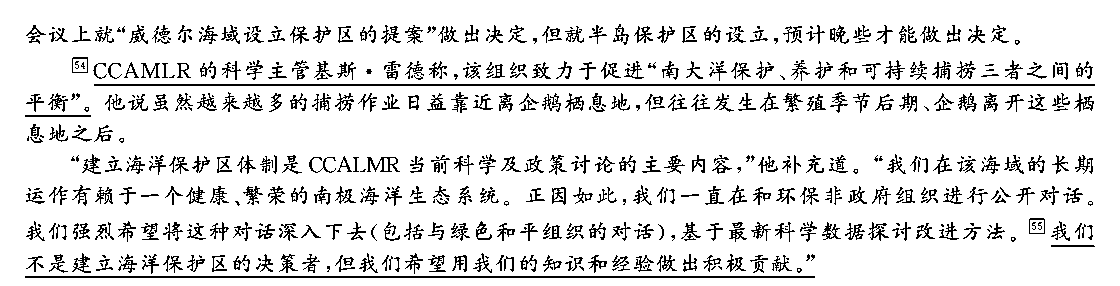 会议上就“威德尔海域设立保护区的提案”做出决定,但就半岛保护区的设立,预计晚些才能做出决定。
54 CCAMLR 的科学主管基斯·雷德称,该组织致力于促进“南大洋保护、养护和可持续捕捞三者之间的
平衡”。他说虽然越来越多的捕捞作业日益靠近离企鹅栖息地,但往往发生在繁殖季节后期、企鹅离开这些栖
息地之后。
“建立海洋保护区体制是 CCALMR 当前科学及政策讨论的主要内容,”他补充道。“我们在该海域的长期
运作有赖于一个健康、繁荣的南极海洋生态系统。正因如此,我们一直在和环保非政府组织进行公开对话。
我们强烈希望将这种对话深入下去(包括与绿色和平组织的对话),基于最新科学数据探讨改进方法。55 我们
不是建立海洋保护区的决策者,但我们希望用我们的知识和经验做出积极贡献。”